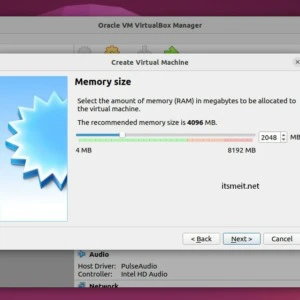 Oracle VM VirtualBox Manager
Create Virtual Machine
Memory size
Select the amount of memory (RAM) in megabytes to be allocated to
the virtual machine.
The recommended memory size is 4096 MB.
2048 MB
4 MB 8192 MB
itsmeit.net
< Back Next > Cancel
Audio
Host Driver: PulseAudio
Controller: Intel HD Audio
Network